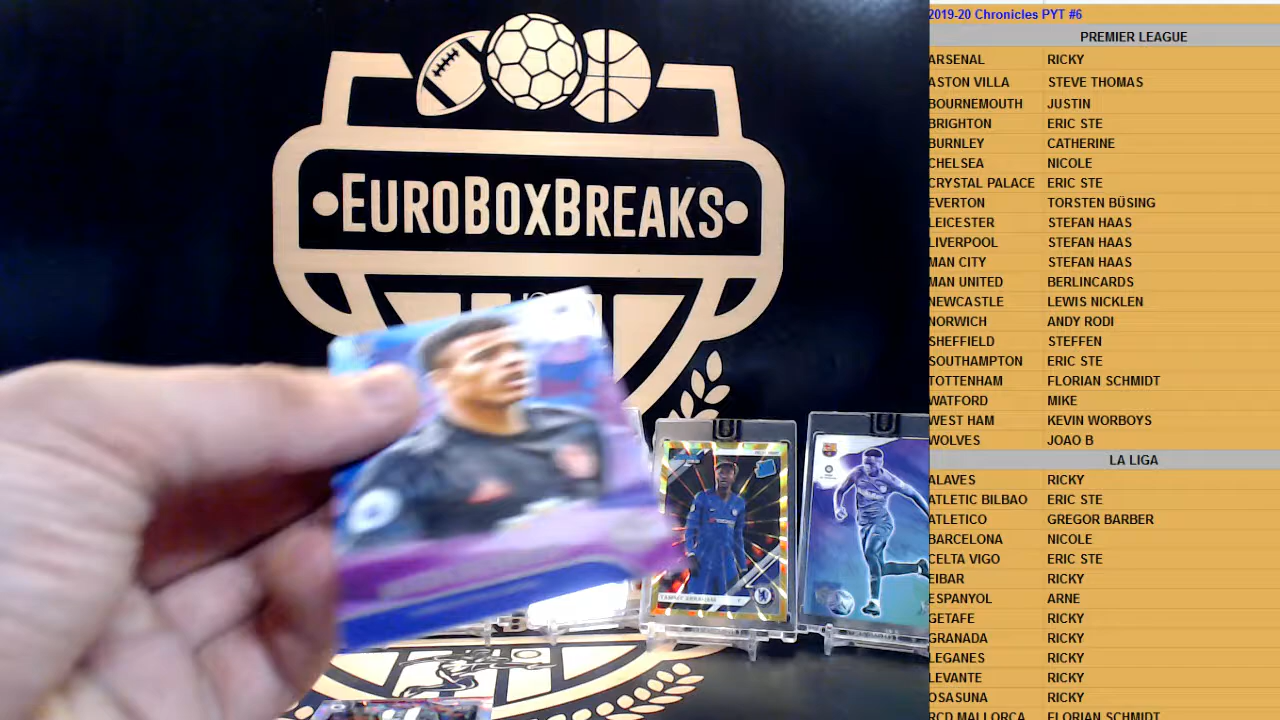 EUROBOXBREAKS
2019-20 Chronicles PYT #6
PREMIER LEAGUE
ARSENAL RICKY
ASTON VILLA STEVE THOMAS
BOURNEMOUTH JUSTIN
BRIGHTON ERIC STE
BURNLEY CATHERINE
CHELSEA NICOLE
CRYSTAL PALACE ERIC STE
EVERTON TORSTEN BÜSING
LEICESTER STEFAN HAAS
LIVERPOOL STEFAN HAAS
MAN CITY STEFAN HAAS
MAN UNITED BERLINCARDS
NEWCASTLE LEWIS NICKLEN
NORWICH ANDY RODI
SHEFFIELD STEFFEN
SOUTHAMPTON ERIC STE
TOTTENHAM FLORIAN SCHMIDT
WATFORD MIKE
WEST HAM KEVIN WORBOYS
WOLVES JOAO B
LA LIGA
ALAVES RICKY
ATLETIC BILBAO ERIC STE
ATLETICO GREGOR BARBER
BARCELONA NICOLE
CELTA VIGO ERIC STE
EIBAR RICKY
ESPANYOL ARNE
GETAFE RICKY
GRANADA RICKY
LEGANES RICKY
LEVANTE RICKY
OSASUNA RICKY
RCD MALLORCA FLORIAN SCHMIDT